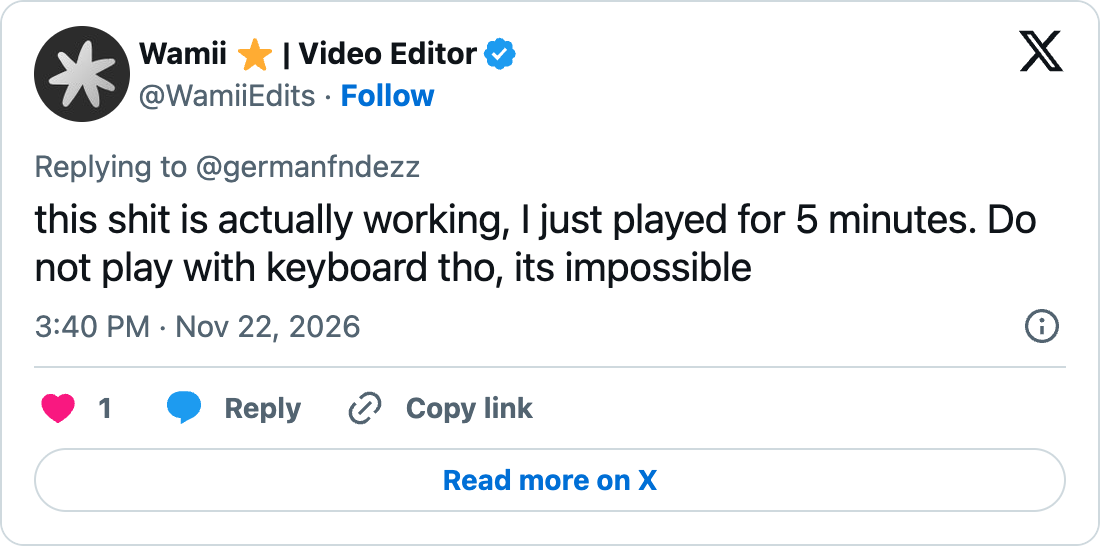 Wamii ⭐ | Video Editor
@WamiiEdits · Follow
Replying to @germanfndezz
this shit is actually working, I just played for 5 minutes. Do
not play with keyboard tho, its impossible
3:40 PM · Nov 22, 2026
1 Reply Copy link
Read more on X